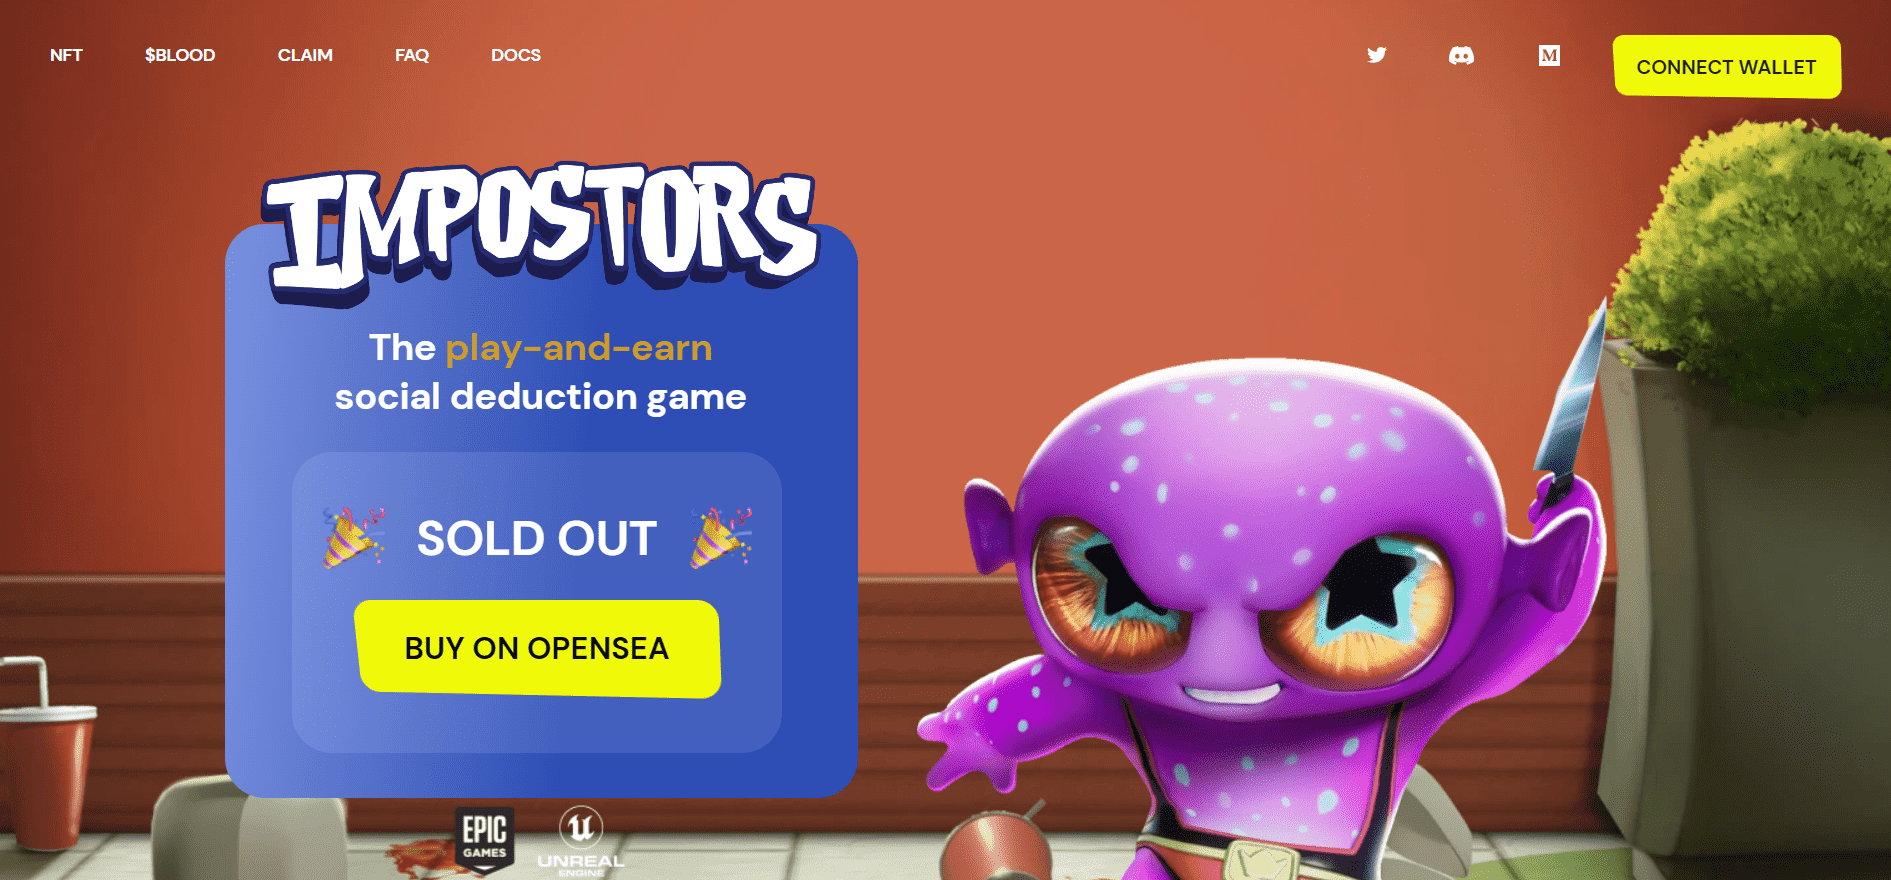 NFT
$BLOOD
CLAIM
FAQ
DOCS
M
CONNECT WALLET
IMPOSTORS
The play-and-earn
social deduction game
SOLD OUT
BUY ON OPENSEA
EPIC
GAMES
U
UNREAL
ENGINE